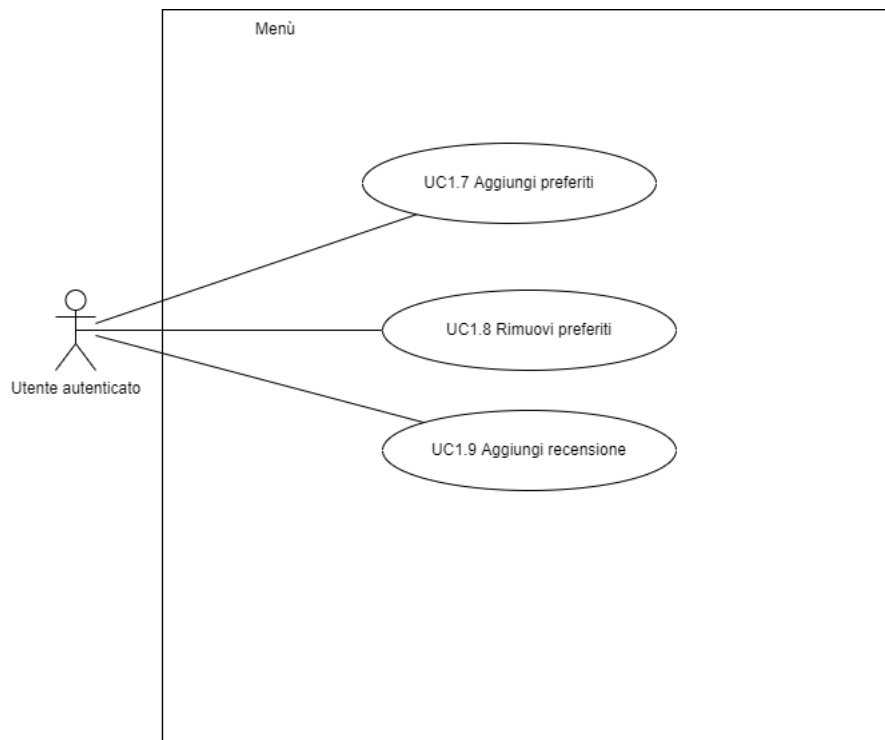 Menù
UC1.7 Aggiungi preferiti
UC1.8 Rimuovi preferiti
Utente autenticato
UC1.9 Aggiungi recensione